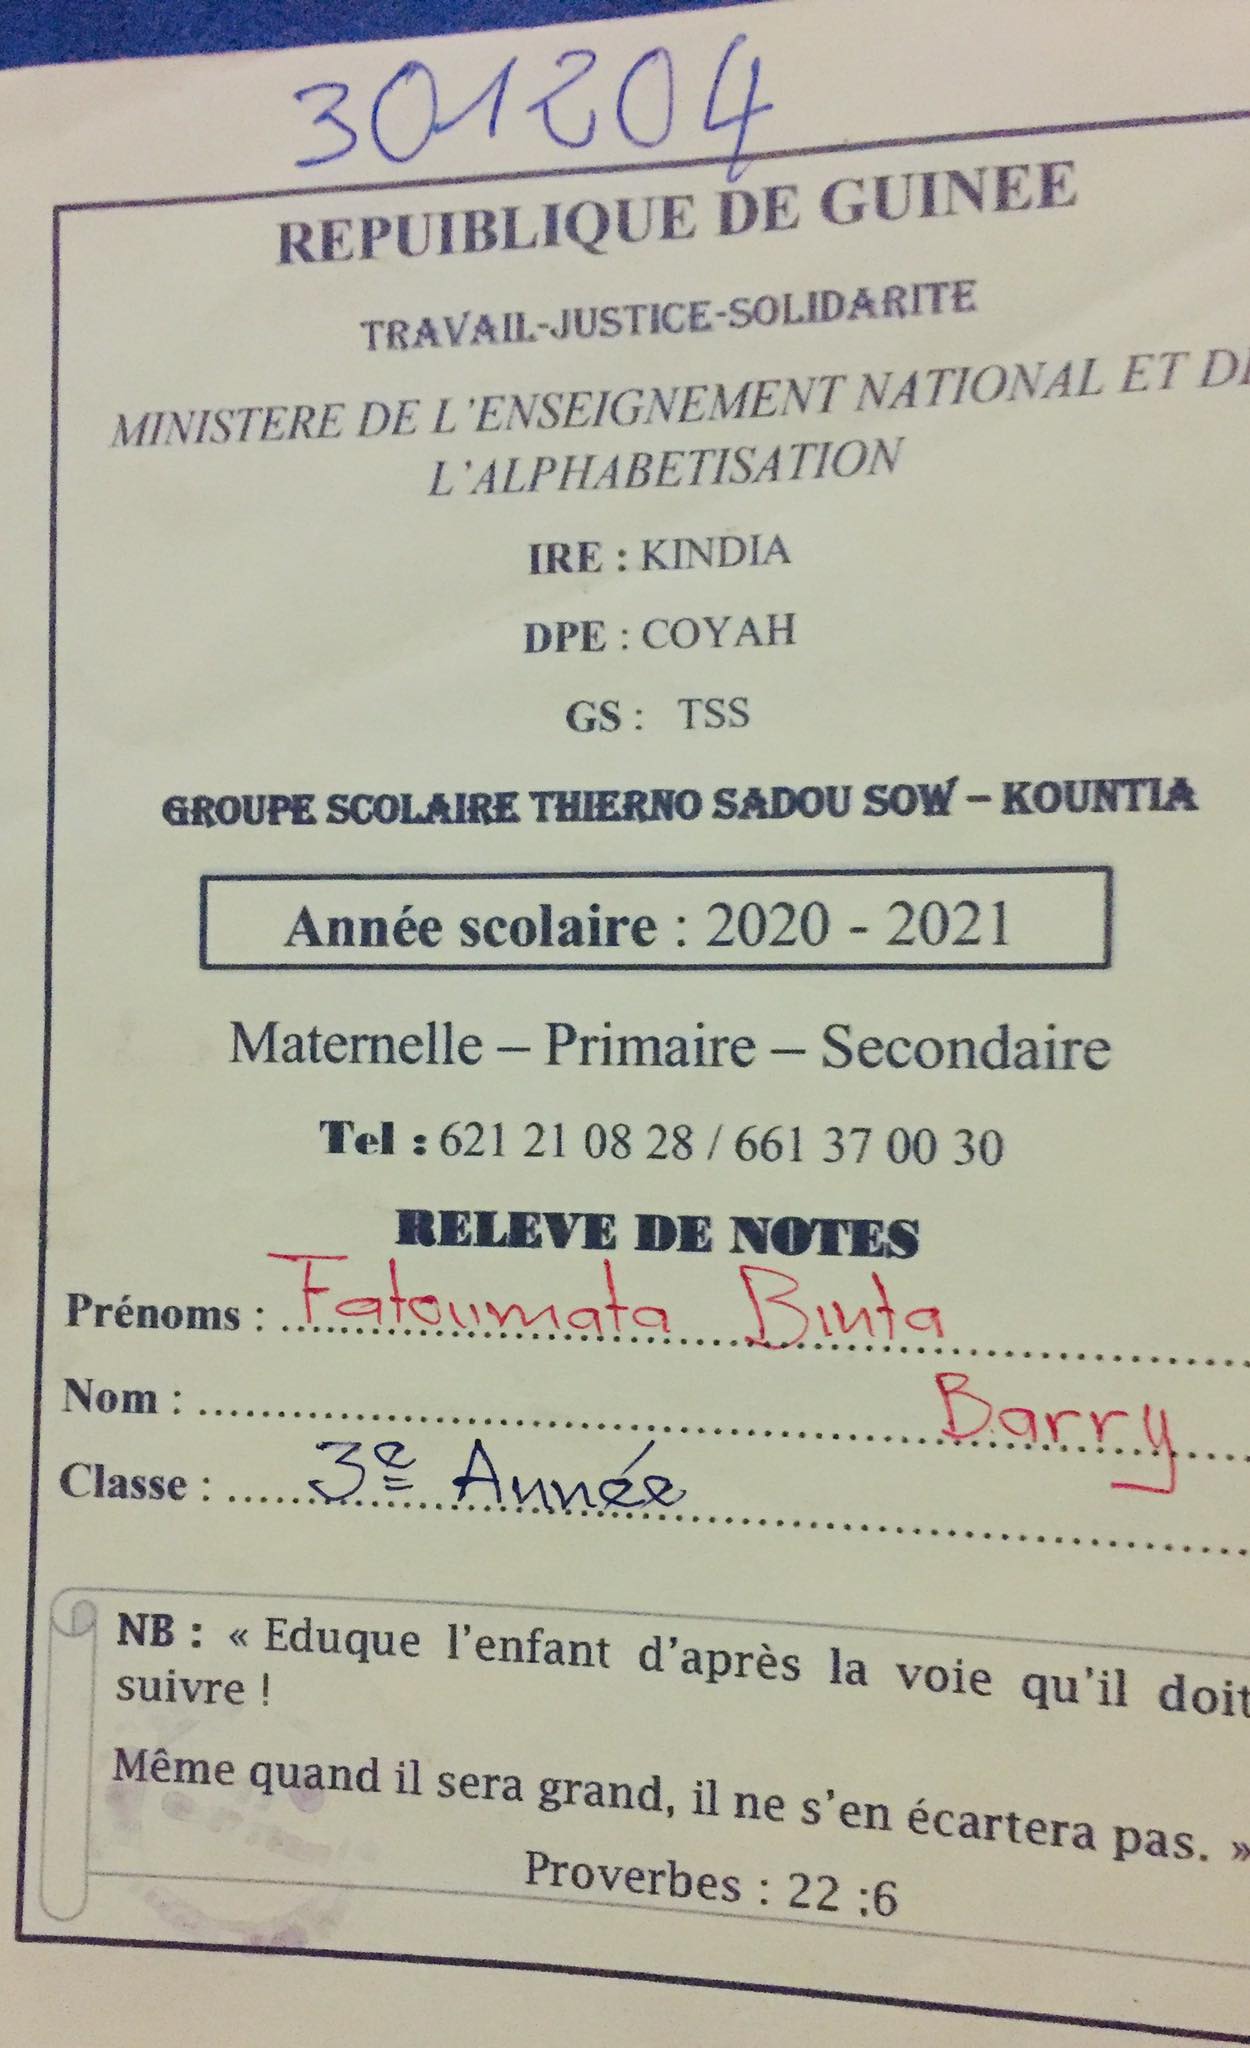 301204
REPUIBLIQUE DE GUINEE
TRAVAIL-JUSTICE-SOLIDARITE
MINISTERE DE L'ENSEIGNEMENT NATIONAL ET DE
L'ALPHABETISATION
IRE : KINDIA
DPE : COYAH
GS : TSS
GROUPE SCOLAIRE THIERNO SADOU SOW – KOUNTIA
Année scolaire : 2020 - 2021
Maternelle – Primaire – Secondaire
Tel : 621 21 08 28 / 661 37 00 30
RELEVE DE NOTES
Prénoms : Fatoumata Binta
Nom : Barry
Classe : 3e Année
NB : « Eduque l'enfant d'après la voie qu'il doit
suivre !
Même quand il sera grand, il ne s'en écartera pas. »
Proverbes : 22 :6